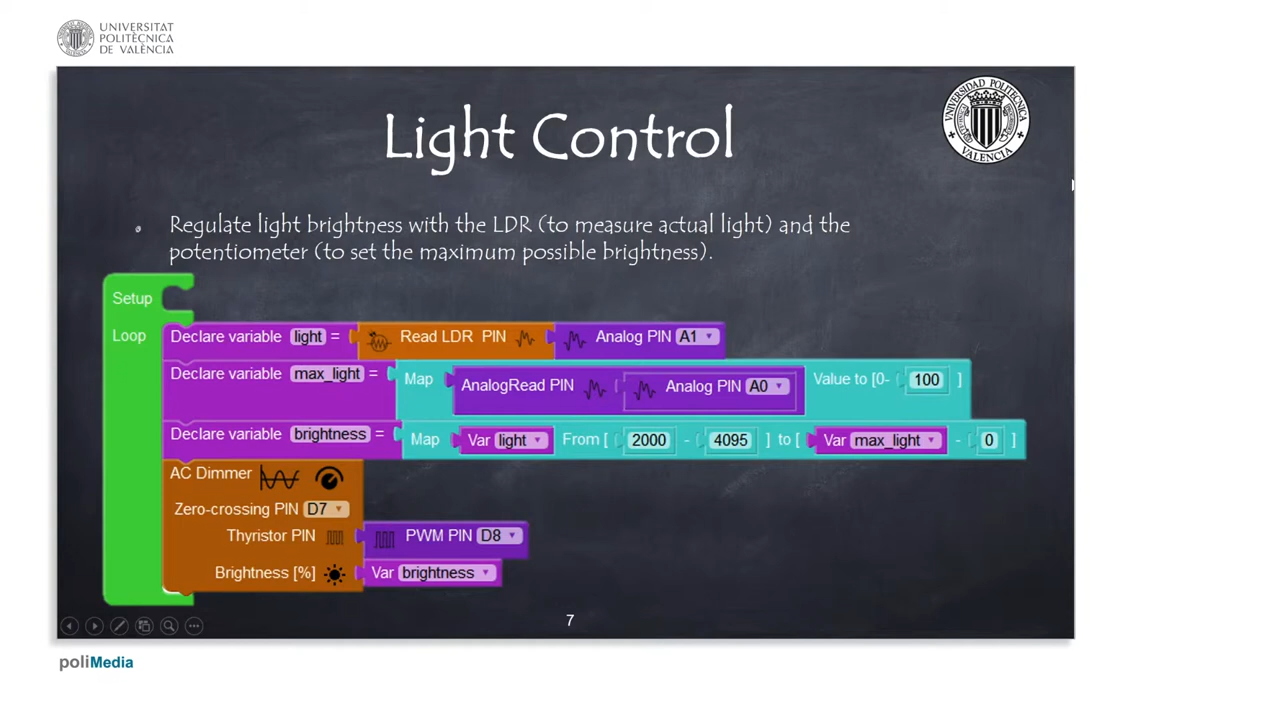 UNIVERSITAT
POLITÈCNICA
DE VALÈNCIA
UNIVERSIDAD POLITECNICA
VALENCIA
Light Control
Regulate light brightness with the LDR (to measure actual light) and the
potentiometer (to set the maximum possible brightness).
Setup
Loop
Declare variable light = Read LDR PIN Analog PIN A1
Declare variable max_light = Map AnalogRead PIN Analog PIN A0 Value to [0- 100 ]
Declare variable brightness = Map Var light From [ 2000 - 4095 ] to [ Var max_light - 0 ]
AC Dimmer
Zero-crossing PIN D7
Thyristor PIN PWM PIN D8
Brightness [%] Var brightness
7
poliMedia